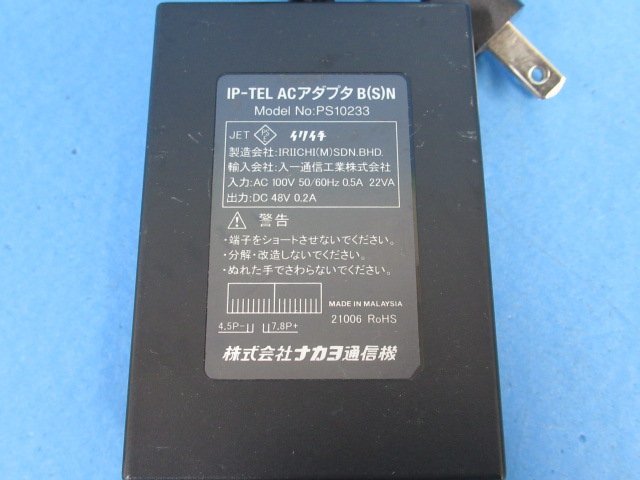 IP-TEL ACアダプタ B(S)N
Model No:PS10233
JET PSE イリイチ
製造会社:IRIICHI(M)SDN.BHD.
輸入会社:入一通信工業株式会社
入力:AC 100V 50/60Hz 0.5A 22VA
出力:DC 48V 0.2A
警告
・端子をショートさせないでください。
・分解・改造しないでください。
・ぬれた手でさわらないでください。
MADE IN MALAYSIA
4,5P- 7,8P+ 21006 RoHS
株式会社ナカヨ通信機